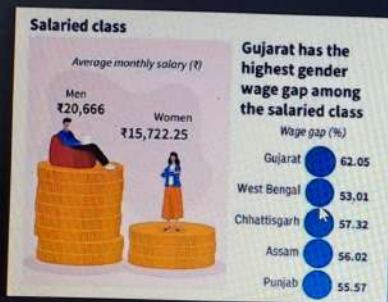 Salaried class
Average monthly salary (₹)
Men
₹20,666
Women
₹15,722.25
Gujarat has the
highest gender
wage gap among
the salaried class
Wage gap (%)
Gujarat 62.05
West Bengal 53,01
Chhattisgarh 57.32
Assam 56.02
Punjab 55.57